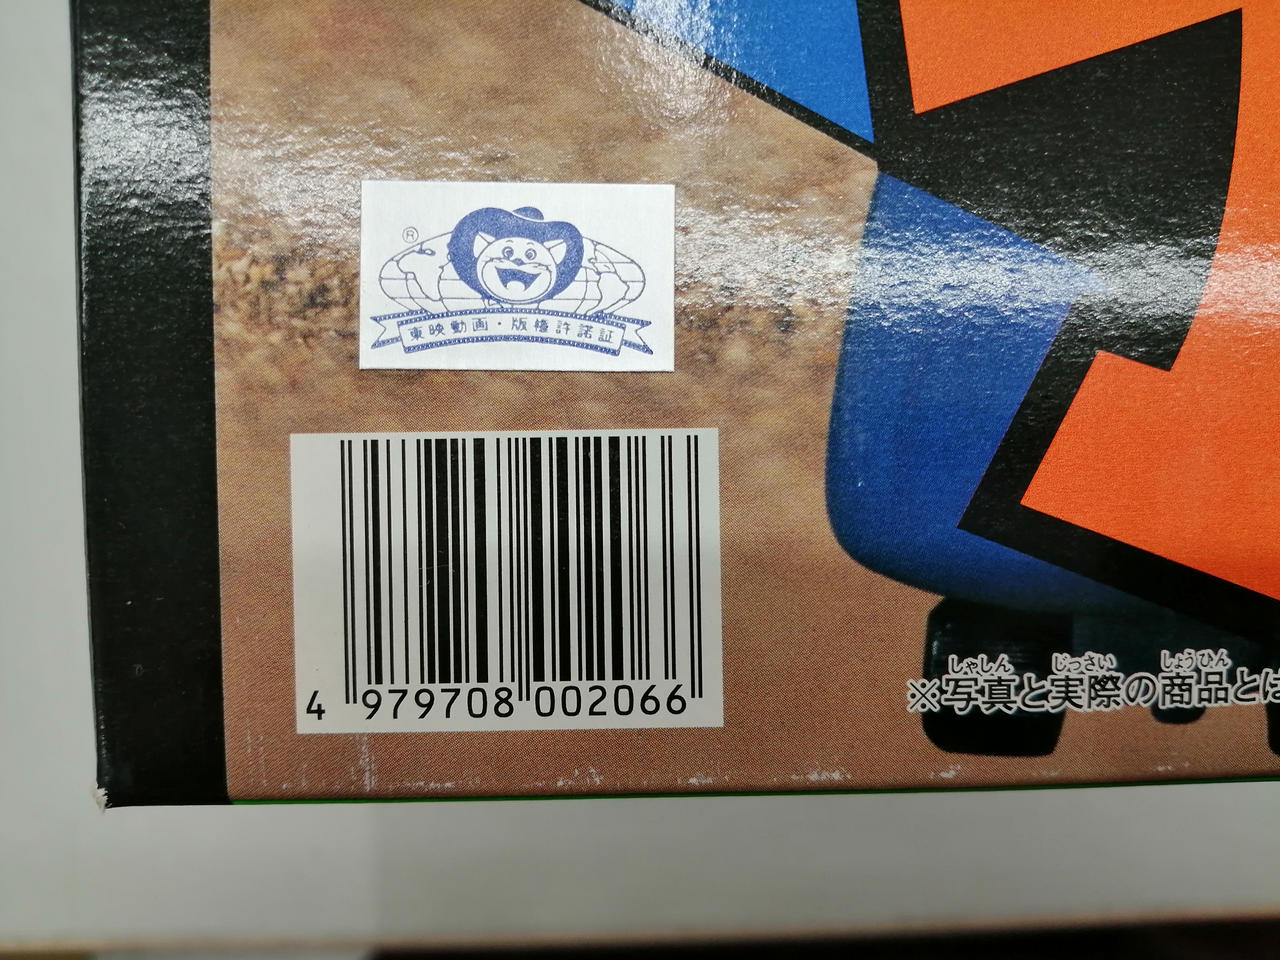 ®
東映動画・版権許諾証
4 979708 002066
しゃしん じっさい しょうひん
※写真と実際の商品とは